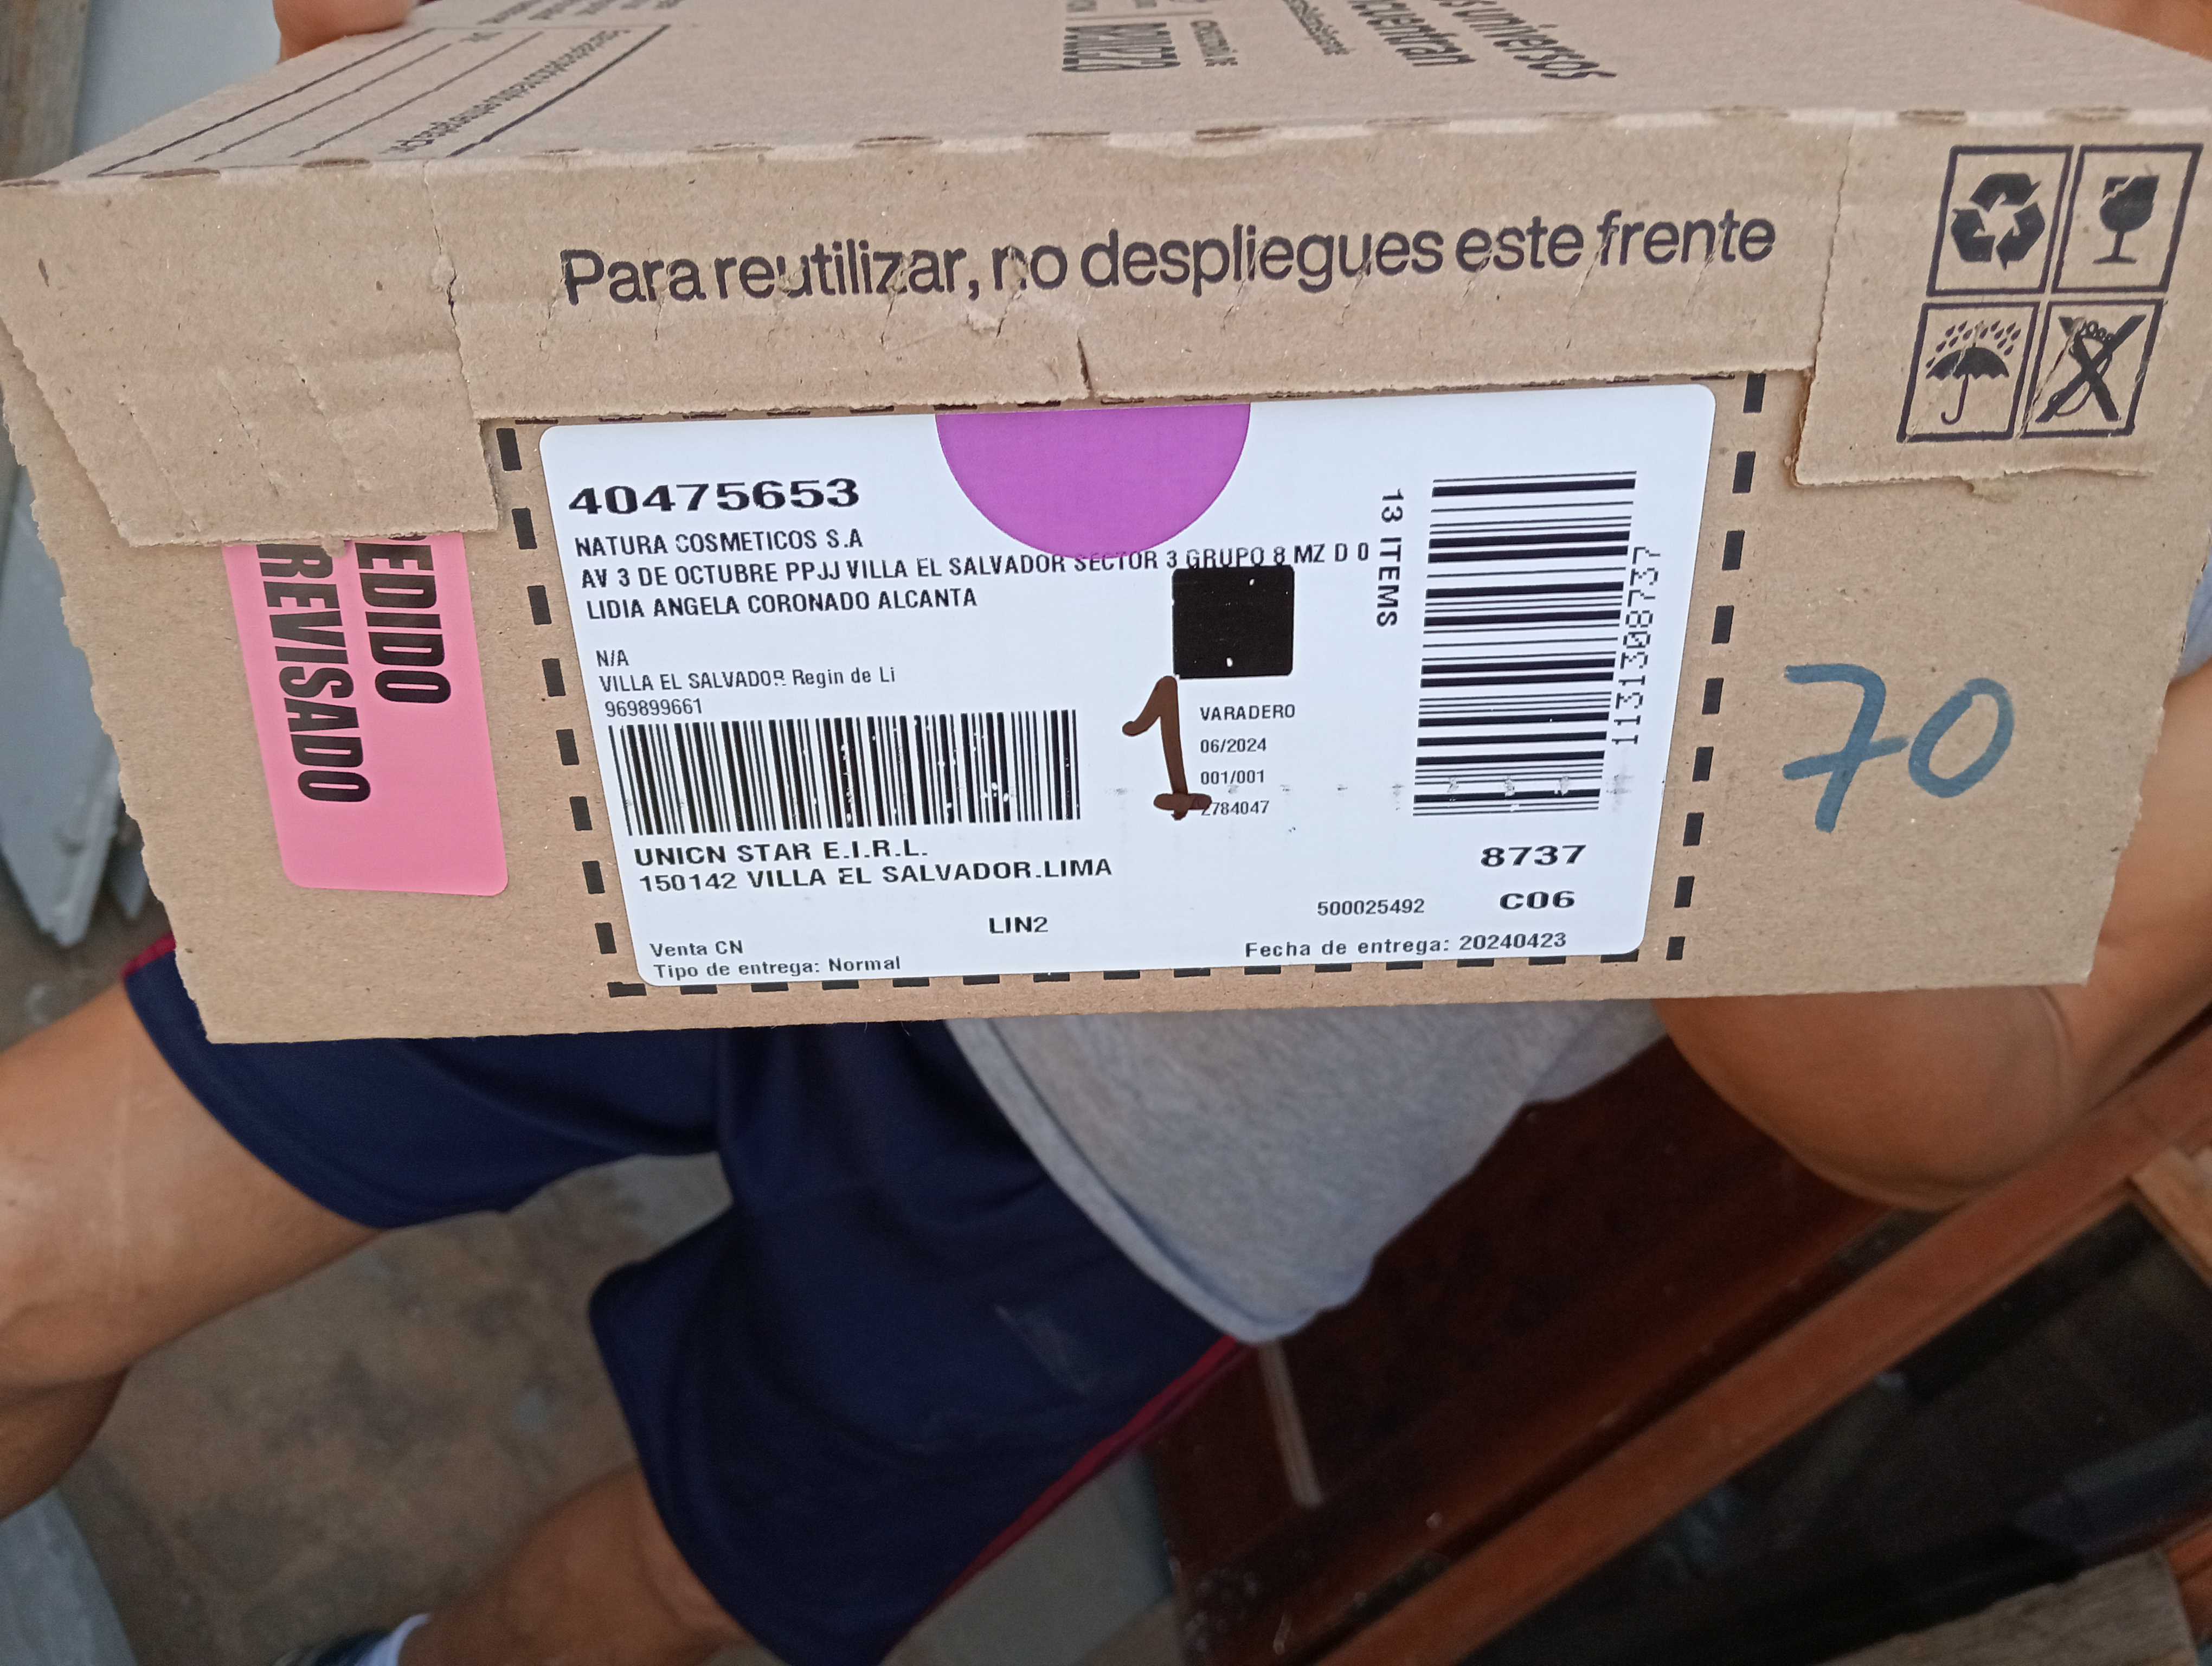 universos
Para reutilizar, no despliegues este frente
PEDIDO
REVISADO
40475653
NATURA COSMETICOS S.A
AV 3 DE OCTUBRE PPJJ VILLA EL SALVADOR SECTOR 3 GRUPO 8 MZ D 0
LIDIA ANGELA CORONADO ALCANTA
N/A
VILLA EL SALVADOR Regin de Li
969899661
13 ITEMS
1
VARADERO
06/2024
001/001
2784047
UNICN STAR E.I.R.L.
150142 VILLA EL SALVADOR.LIMA
8737
C06
LIN2
500025492
Venta CN
Tipo de entrega: Normal
Fecha de entrega: 20240423
70